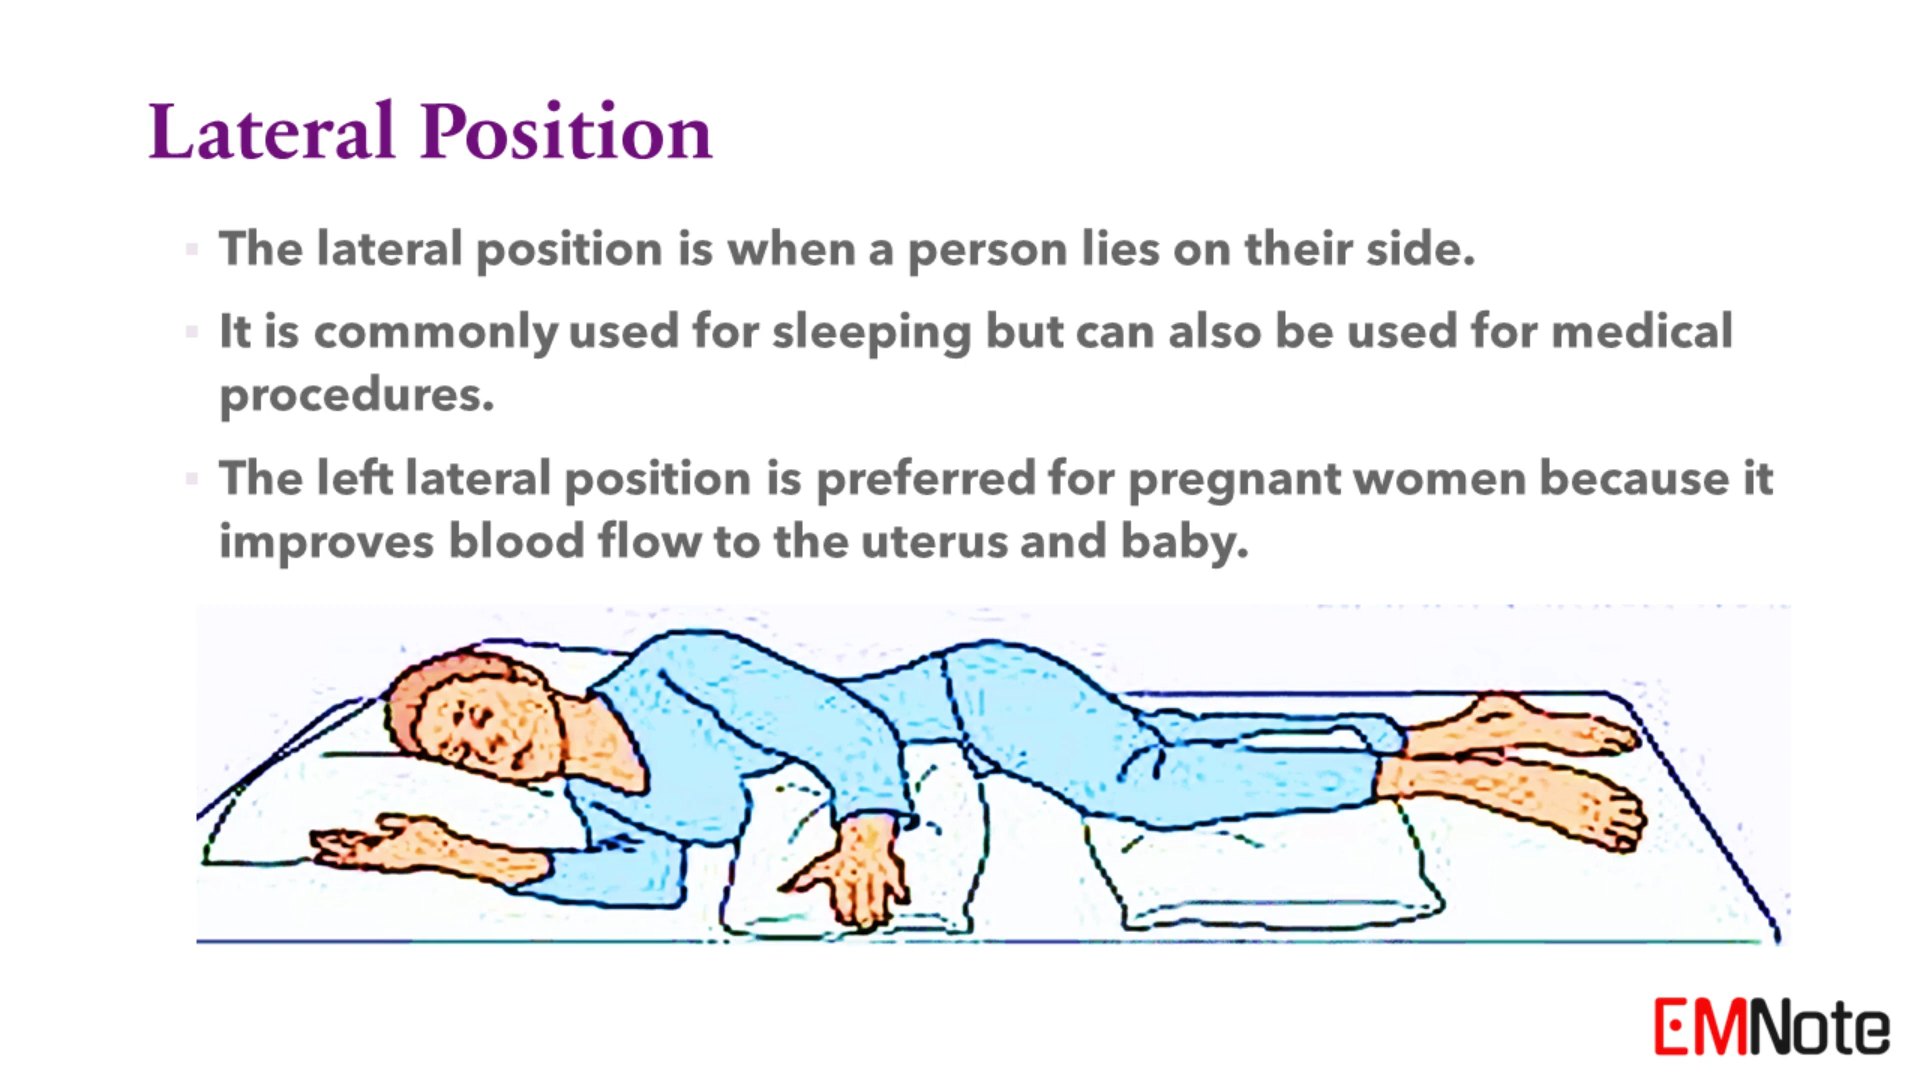 Lateral Position
The lateral position is when a person lies on their side.
It is commonly used for sleeping but can also be used for medical
procedures.
The left lateral position is preferred for pregnant women because it
improves blood flow to the uterus and baby.
EMNote